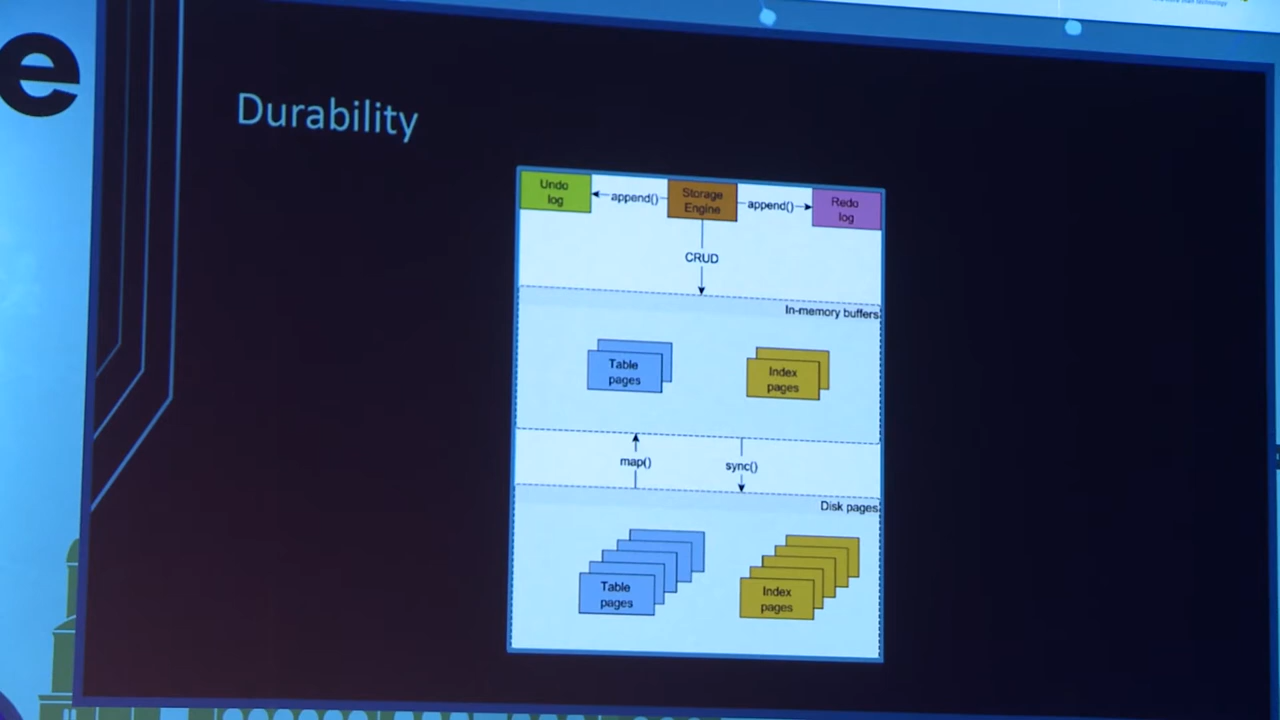 e
Durability
Undo
log
append()
Storage
Engine
append()
Redo
log
CRUD
In-memory buffers
Table
pages
Index
pages
map()
sync()
Disk pages
Table
pages
Index
pages